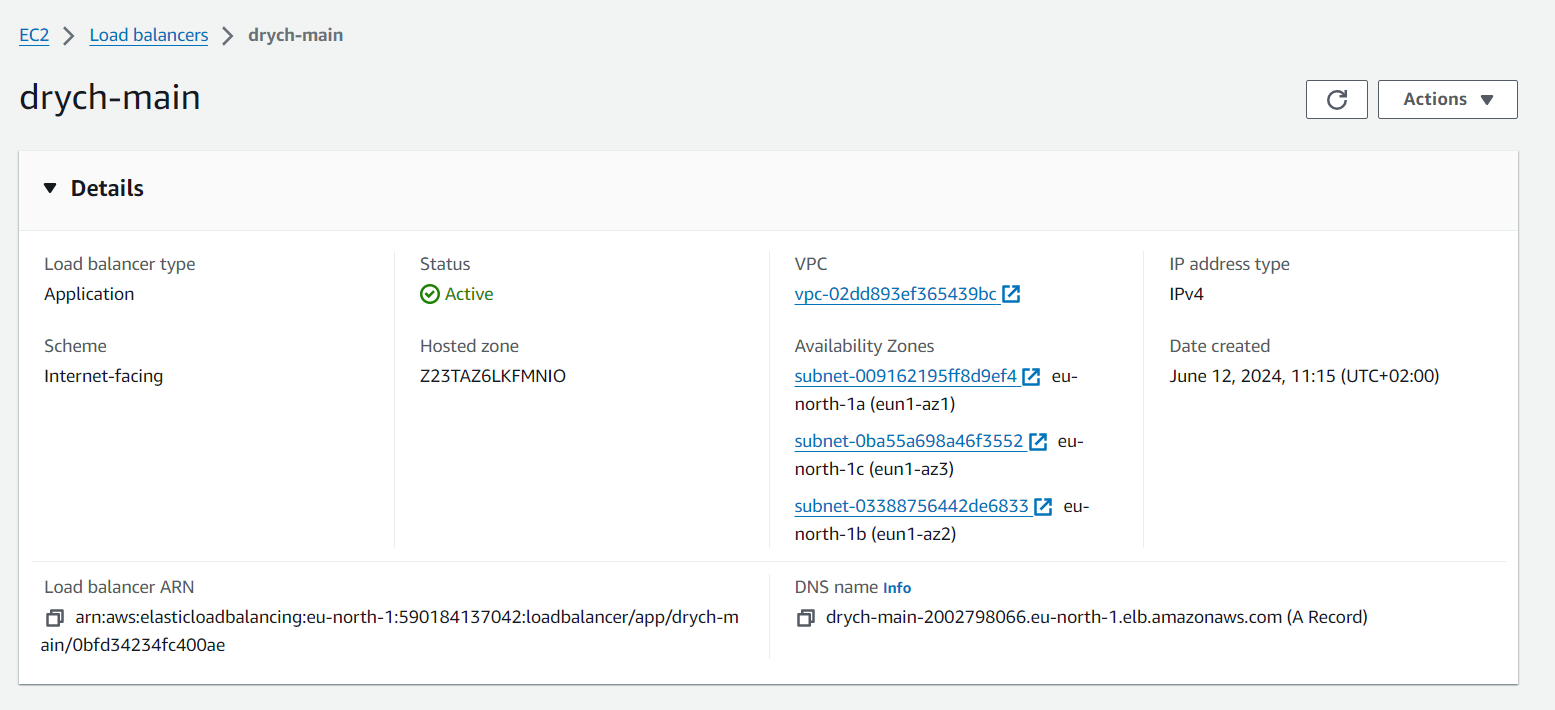 EC2 > Load balancers > drych-main
drych-main
Actions
Details
Load balancer type
Application
Scheme
Internet-facing
Status
Active
Hosted zone
Z23TAZ6LKFMNIO
VPC
vpc-02dd893ef365439bc
Availability Zones
subnet-009162195ff8d9ef4 eu-
north-1a (eun1-az1)
subnet-0ba55a698a46f3552 eu-
north-1c (eun1-az3)
subnet-03388756442de6833 eu-
north-1b (eun1-az2)
IP address type
IPv4
Date created
June 12, 2024, 11:15 (UTC+02:00)
Load balancer ARN
arn:aws:elasticloadbalancing:eu-north-1:590184137042:loadbalancer/app/drych-m
ain/0bfd34234fc400ae
DNS name Info
drych-main-2002798066.eu-north-1.elb.amazonaws.com (A Record)